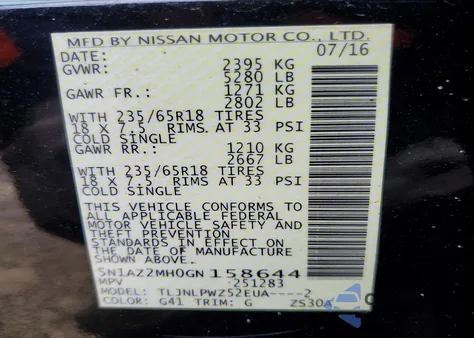 MFD BY NISSAN MOTOR CO., LTD.
DATE: 07/16
GVWR: 2395 KG
5280 LB
GAWR FR.: 1271 KG
2802 LB
WITH 235/65R18 TIRES
18 X 7.5 RIMS. AT 33 PSI
COLD SINGLE
GAWR RR.: 1210 KG
2667 LB
WITH 235/65R18 TIRES
18 X 7.5 RIMS AT 33 PSI
COLD SINGLE
THIS VEHICLE CONFORMS TO
ALL APPLICABLE FEDERAL
MOTOR VEHICLE SAFETY AND
THEFT PREVENTION
STANDARDS IN EFFECT ON
THE DATE OF MANUFACTURE
SHOWN ABOVE.
5N1AZ2MH0GN158644
MPV 251283
MODEL: TLJNLPWZ52EUA----2
COLOR: G41 TRIM: G ZS30A